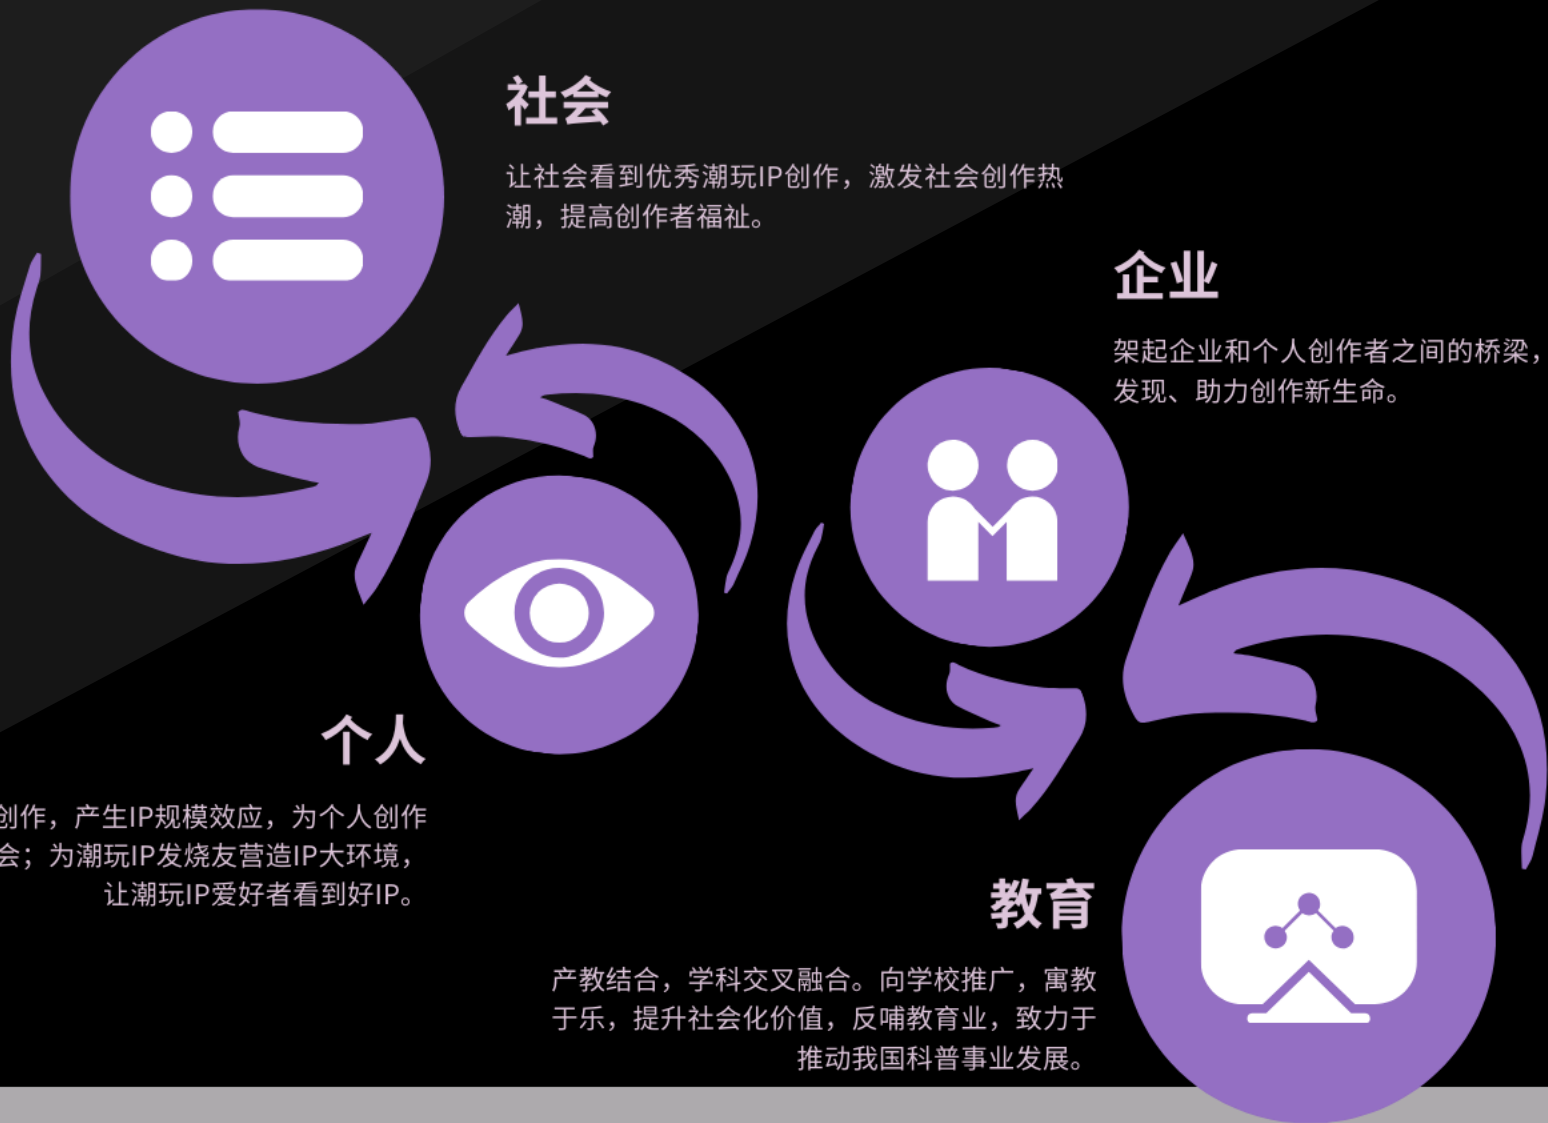 社会
让社会看到优秀潮玩IP创作，激发社会创作热
潮，提高创作者福祉。
企业
架起企业和个人创作者之间的桥梁，
发现、助力创作新生命。
个人
创作，产生IP规模效应，为个人创作
会；为潮玩IP发烧友营造IP大环境，
让潮玩IP爱好者看到好IP。
教育
产教结合，学科交叉融合。向学校推广，寓教
于乐，提升社会化价值，反哺教育业，致力于
推动我国科普事业发展。